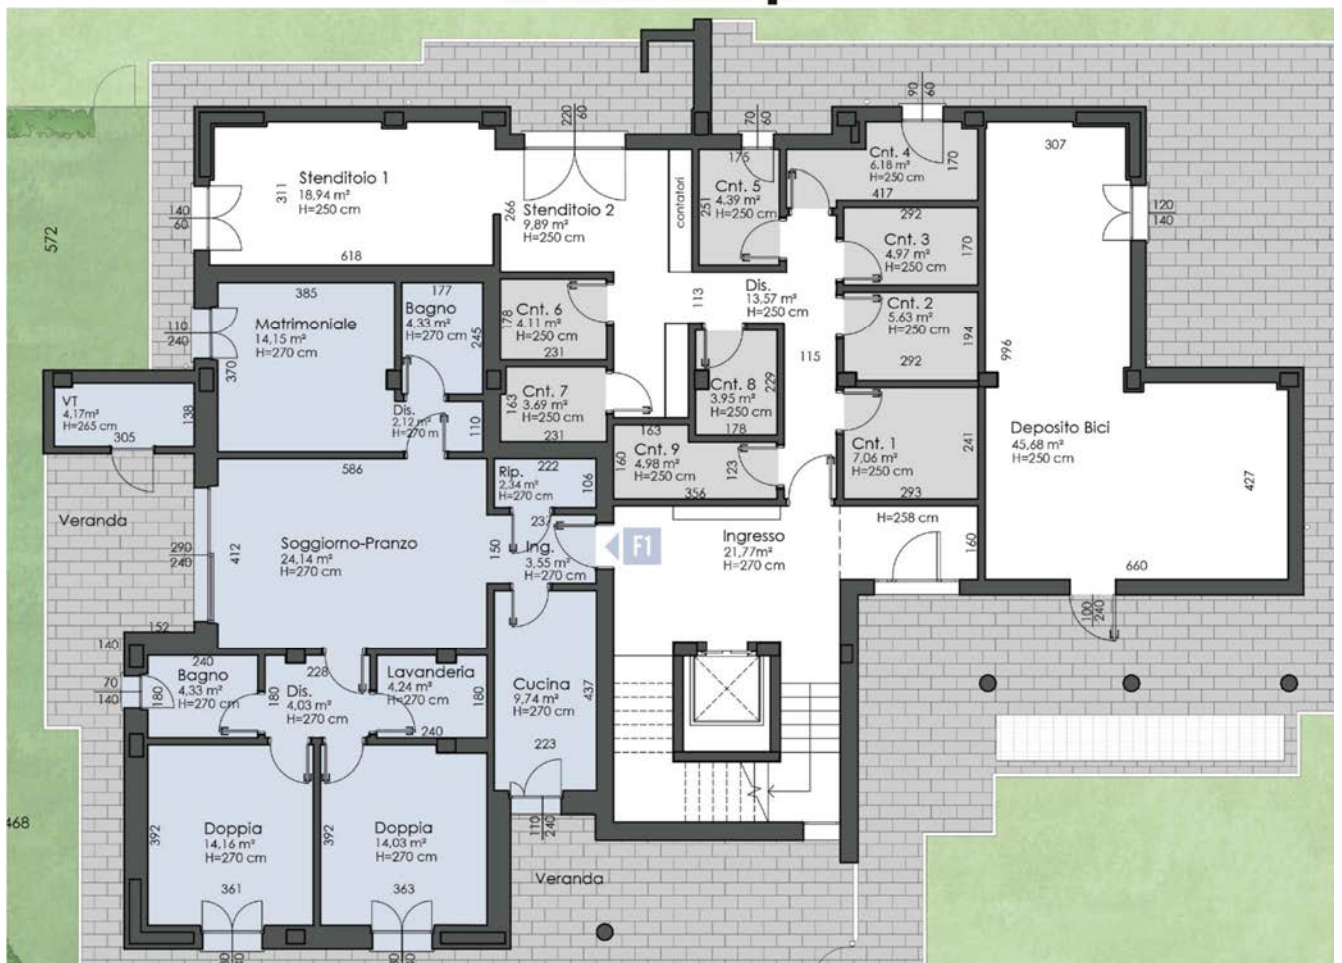 220
60
70
60
90
60
Stenditoio 1
18,94 m²
H=250 cm
311
618
140
60
572
266
Stenditoio 2
9,89 m²
H=250 cm
contatori
175
251
Cnt. 5
4.39 m²
H=250 cm
Cnt. 4
6.18 m²
H=250 cm
170
417
307
292
Cnt. 3
4.97 m²
H=250 cm
170
120
140
Dis.
13,57 m²
H=250 cm
113
Cnt. 2
5.63 m²
H=250 cm
194
292
115
996
385
Matrimoniale
14,15 m²
H=270 cm
370
110
240
177
Bagno
4,33 m²
H=270 cm
245
178
Cnt. 6
4.11 m²
H=250 cm
231
163
Cnt. 7
3.69 m²
H=250 cm
231
Cnt. 8
3.95 m²
H=250 cm
229
178
VT
4,17m²
H=265 cm
138
305
Dis.
2,12 m²
H=270 m
110
163
160
Cnt. 9
4.98 m²
H=250 cm
123
356
Cnt. 1
7,06 m²
H=250 cm
241
293
Deposito Bici
45,68 m²
H=250 cm
427
660
100
240
586
222
Rip.
2,34 m²
H=270 cm
106
Veranda
290
240
412
Soggiorno-Pranzo
24,14 m²
H=270 cm
150
Ing.
3,55 m²
H=270 cm
F1
Ingresso
21,77m²
H=270 cm
H=258 cm
160
152
140
70
140
240
Bagno
4,33 m²
H=270 cm
180
228
180
Dis.
4,03 m²
H=270 cm
Lavanderia
4,24 m²
H=270 cm
180
240
Cucina
9,74 m²
H=270 cm
437
223
110
240
468
392
Doppia
14,16 m²
H=270 cm
361
392
Doppia
14,03 m²
H=270 cm
363
Veranda